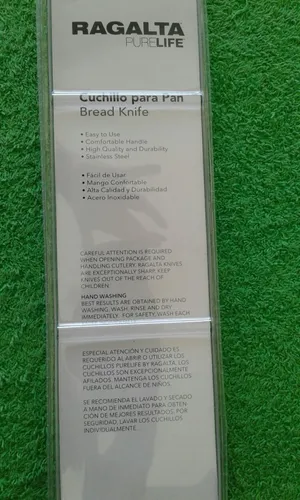 RAGALTA
PURELIFE
Cuchillo para Pan
Bread Knife
• Easy to Use
• Comfortable Handle
• High Quality and Durability
• Stainless Steel
• Fácil de Usar
• Mango Confortable
• Alta Calidad y Durabilidad
• Acero Inoxidable
CAREFUL ATTENTION IS REQUIRED
WHEN OPENING PACKAGE AND
HANDLING CUTLERY. RAGALTA KNIVES
ARE EXCEPTIONALLY SHARP, KEEP
KNIVES OUT OF THE REACH OF
CHILDREN.
HAND WASHING
BEST RESULTS ARE OBTAINED BY HAND
WASHING. WASH, RINSE AND DRY
IMMEDIATELY. FOR SAFETY, WASH EACH
ESPECIAL ATENCIÓN Y CUIDADO ES
REQUERIDO AL ABRIR O UTILIZAR LOS
CUCHILLOS PURELIFE BY RAGALTA. LOS
CUCHILLOS SON EXCEPCIONALMENTE
AFILADOS. MANTENGA LOS CUCHILLOS
FUERA DEL ALCANCE DE NIÑOS.
SE RECOMIENDA EL LAVADO Y SECADO
A MANO DE INMEDIATO PARA OBTEN-
CIÓN DE MEJORES RESULTADOS. POR
SEGURIDAD, LAVAR LOS CUCHILLOS
INDIVIDUALMENTE.